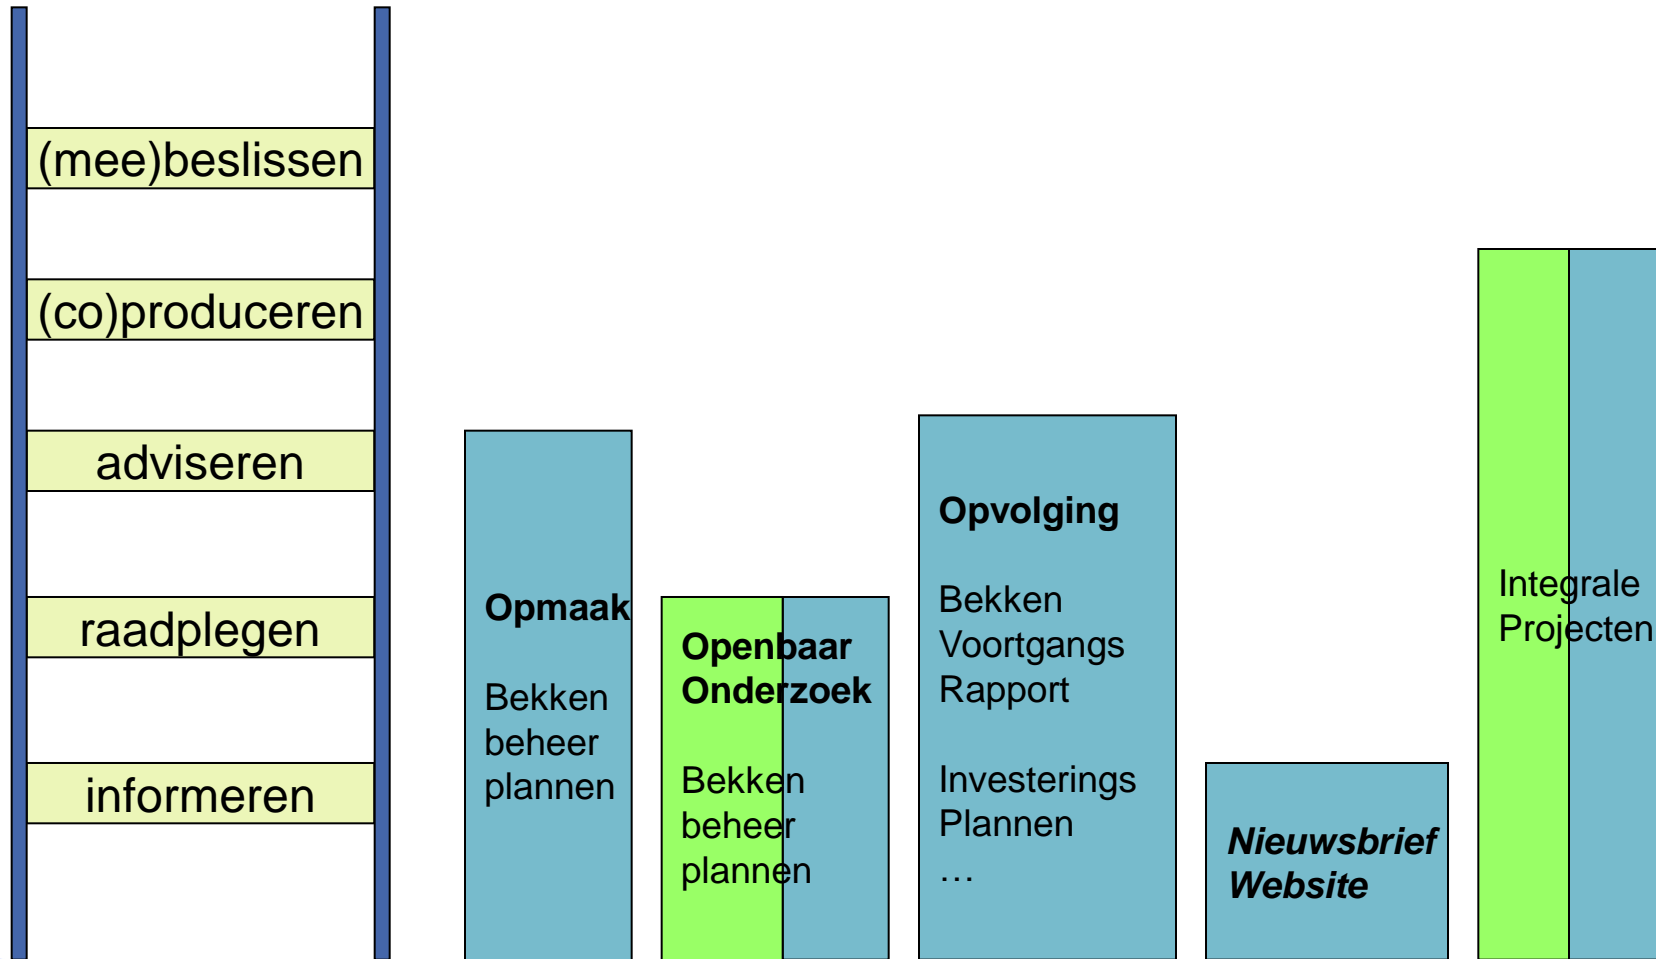 (mee)beslissen
(co)produceren
adviseren
raadplegen
informeren
Opmaak
Bekken
beheer
plannen
Openbaar
Onderzoek
Bekken
beheer
plannen
Opvolging
Bekken
Voortgangs
Rapport
Investerings
Plannen
…
Nieuwsbrief
Website
Integrale
Projecten